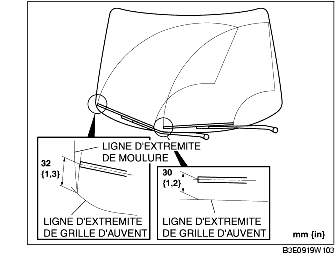 LIGNE D'EXTREMITE
DE MOULURE
32
{1,3}
30
{1,2}
LIGNE D'EXTREMITE
DE GRILLE D'AUVENT
LIGNE D'EXTREMITE
DE GRILLE D'AUVENT
mm {in}
B3E0919W103